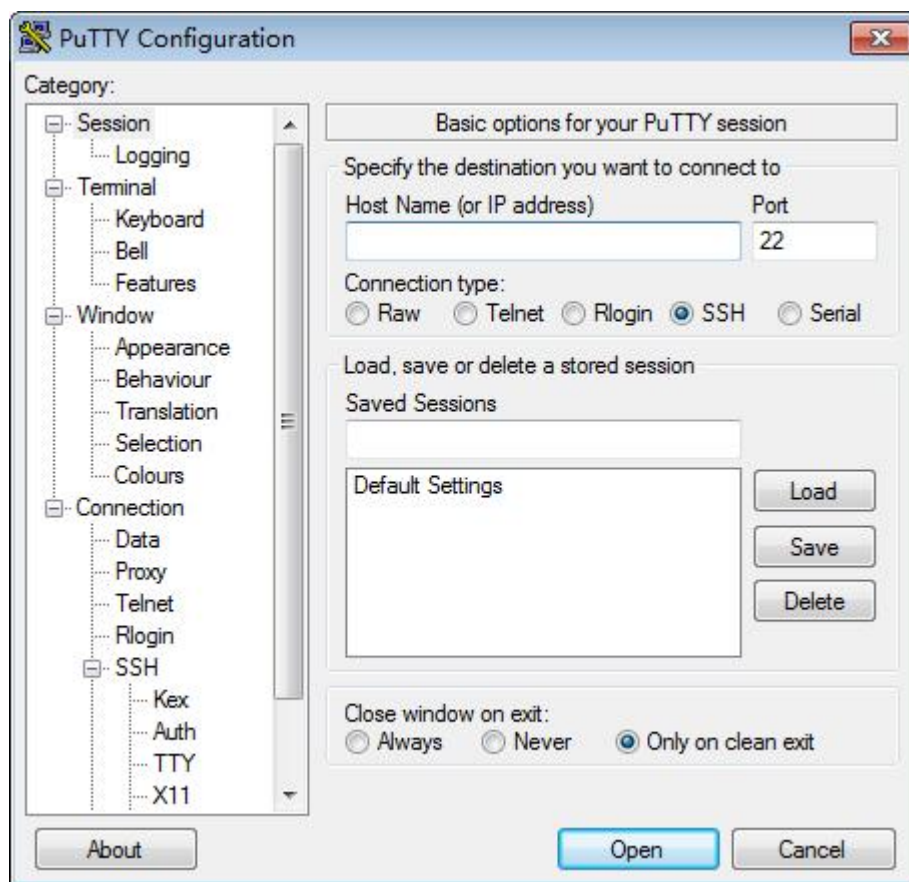 PuTTY Configuration
Category:
Session
Logging
Terminal
Keyboard
Bell
Features
Window
Appearance
Behaviour
Translation
Selection
Colours
Connection
Data
Proxy
Telnet
Rlogin
SSH
Kex
Auth
TTY
X11
Basic options for your PuTTY session
Specify the destination you want to connect to
Host Name (or IP address) Port
22
Connection type:
Raw Telnet Rlogin SSH Serial
Load, save or delete a stored session
Saved Sessions
Default Settings
Load
Save
Delete
Close window on exit:
Always Never Only on clean exit
About Open Cancel